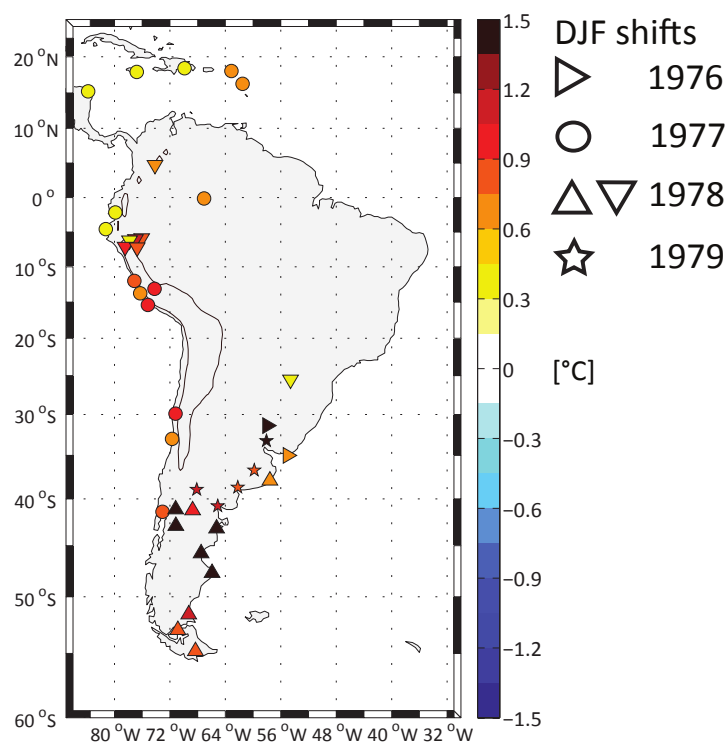 DJF shifts
1976
1977
1978
1979
[°C]
1.5
1.2
0.9
0.6
0.3
0
−0.3
−0.6
−0.9
−1.2
−1.5
20 °N
10 °N
0 °
10 °S
20 °S
30 °S
40 °S
50 °S
60 °S
80 °W 72 °W 64 °W 56 °W 48 °W 40 °W 32 °W